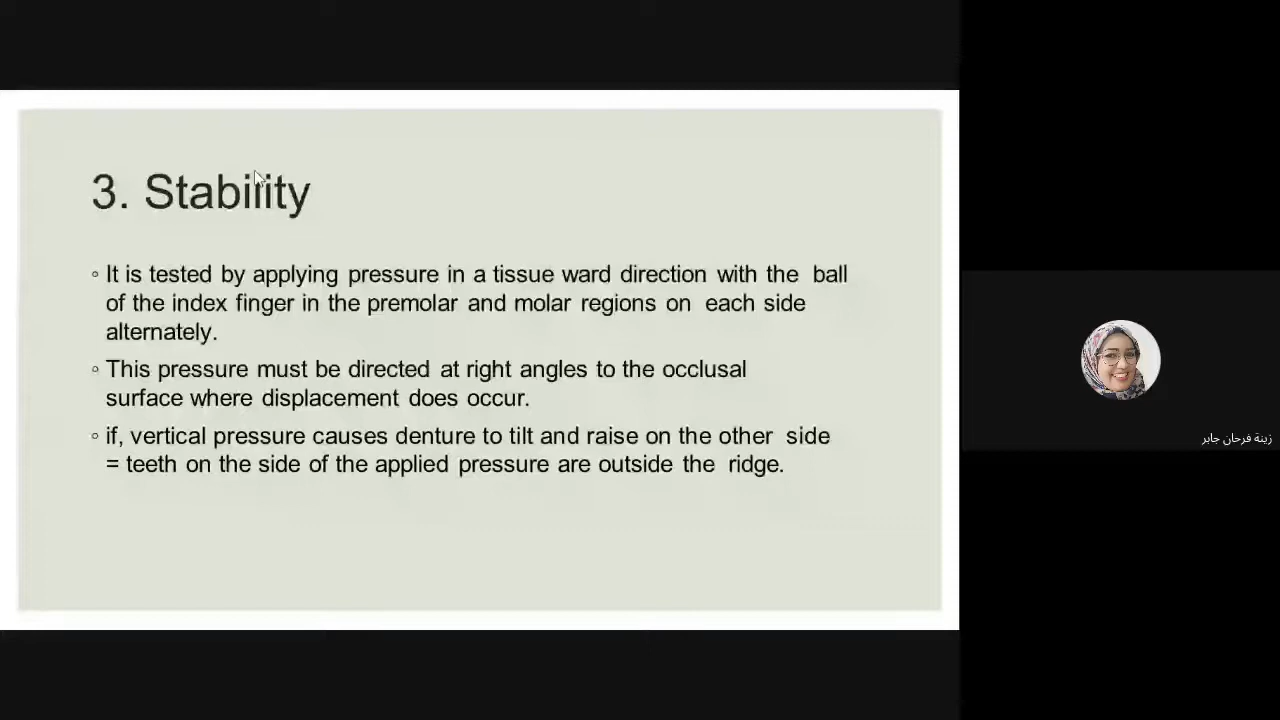 3. Stability
◦ It is tested by applying pressure in a tissue ward direction with the ball
of the index finger in the premolar and molar regions on each side
alternately.
◦ This pressure must be directed at right angles to the occlusal
surface where displacement does occur.
◦ if, vertical pressure causes denture to tilt and raise on the other side
= teeth on the side of the applied pressure are outside the ridge.
زينة فرحان جابر